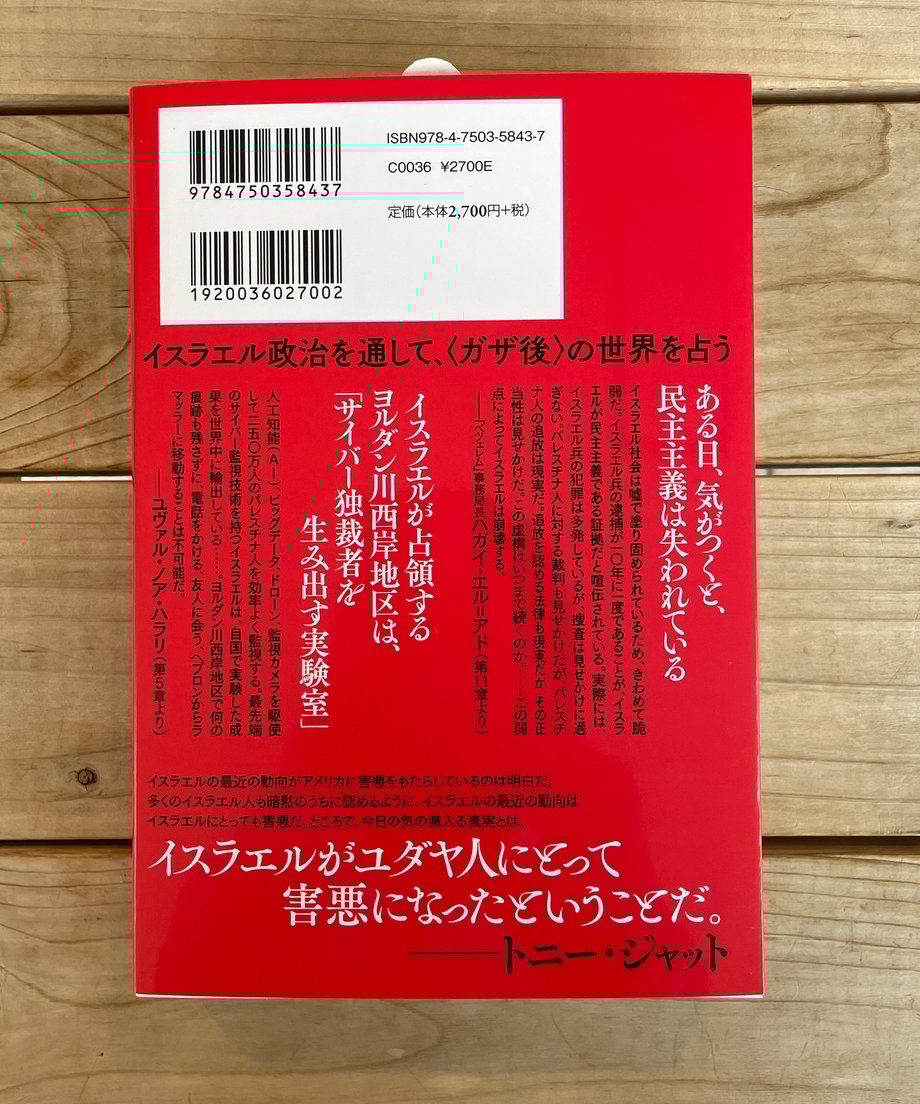 ISBN978-4-7503-5843-7
C0036 ¥2700E
定価(本体2,700円+税)
9784750358437
1920036027002
イスラエル政治を通して、〈ガザ後〉の世界を占う
ある日、気がつくと、
民主主義は失われている
イスラエル社会は嘘で塗り固められているため、きわめて脆
弱だ。イスラエル兵の逮捕が一〇年に一度であることが、イスラ
エルが民主主義である証拠だと喧伝されている。実際には、
イスラエル兵の犯罪は多発しているが、捜査は見せかけに過
ぎない。パレスチナ人に対する裁判も見せかけだが、パレスチ
ナ人の追放は現実だ。追放を認める法律も現実だが、その正
当性は見せかけだ。この虚構はいつまで続くのか。……この弱
点によってイスラエルは崩壊する。
——「ベツェレム」事務局長ハガイ・エル=アド(第11章より)
イスラエルが占領する
ヨルダン川西岸地区は、
「サイバー独裁者を
生み出す実験室」
人工知能(AI)、ビッグデータ、ドローン、監視カメラを駆使
して二五〇万人のパレスチナ人を効率よく監視する。最先端
のサイバー監視技術を持つイスラエルは、自国で実験した成
果を世界中に輸出している……。ヨルダン川西岸地区で何の
痕跡も残さずに、電話をかける、友人に会う、ヘブロンからラ
マッラーに移動することは不可能だ。
——ユヴァル・ノア・ハラリ(第5章より)
イスラエルの最近の動向がアメリカに害悪をもたらしているのは明白だ。
多くのイスラエル人も暗黙のうちに認めるように、イスラエルの最近の動向は
イスラエルにとっても害悪だ。ところで、今日の気の滅入る真実とは、
イスラエルがユダヤ人にとって
害悪になったということだ。
——トニー・ジャット